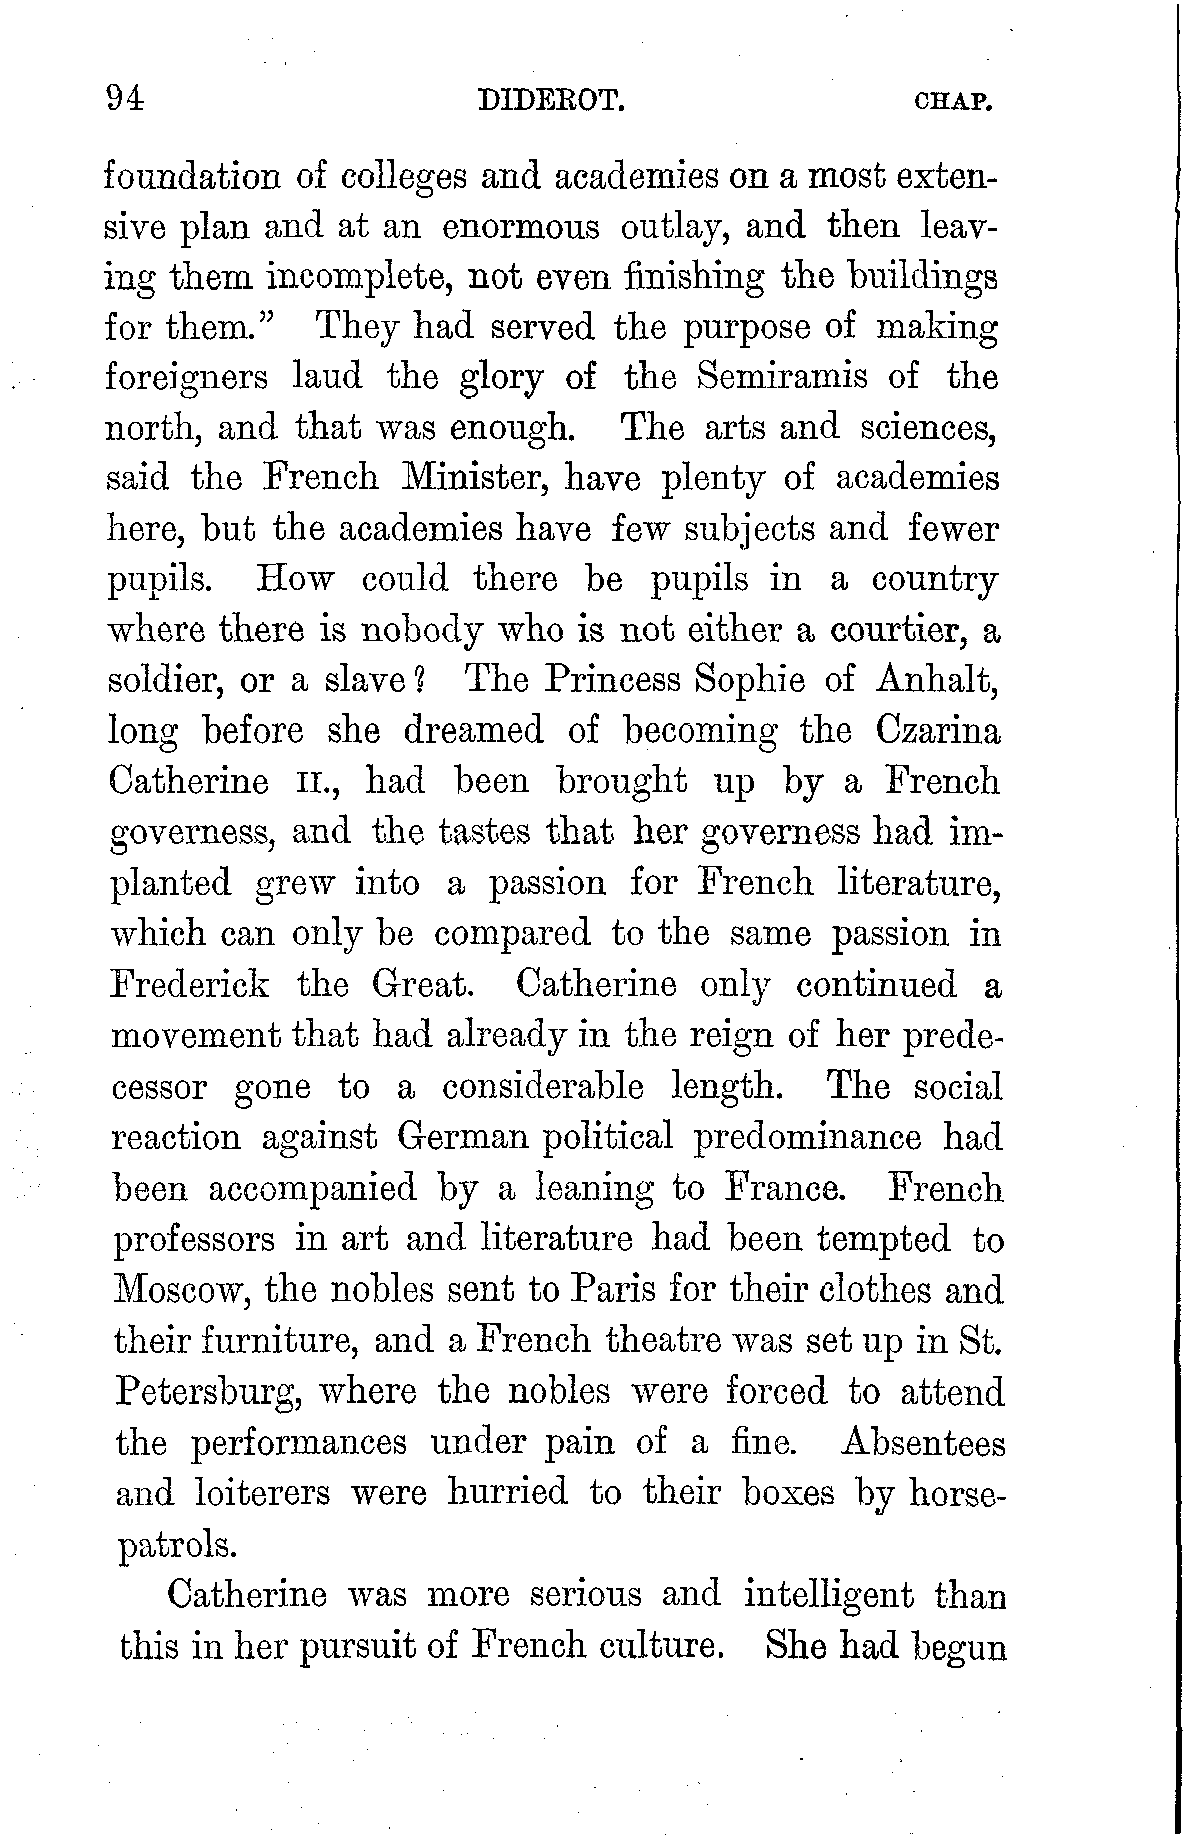 94 DIDEROT. CHAP.
foundation of colleges and academies on a most exten-
sive plan and at an enormous outlay, and then leav-
ing them incomplete, not even finishing the buildings
for them.” They had served the purpose of making
foreigners laud the glory of the Semiramis of the
north, and that was enough. The arts and sciences,
said the French Minister, have plenty of academies
here, but the academies have few subjects and fewer
pupils. How could there be pupils in a country
where there is nobody who is not either a courtier, a
soldier, or a slave? The Princess Sophie of Anhalt,
long before she dreamed of becoming the Czarina
Catherine II., had been brought up by a French
governess, and the tastes that her governess had im-
planted grew into a passion for French literature,
which can only be compared to the same passion in
Frederick the Great. Catherine only continued a
movement that had already in the reign of her prede-
cessor gone to a considerable length. The social
reaction against German political predominance had
been accompanied by a leaning to France. French
professors in art and literature had been tempted to
Moscow, the nobles sent to Paris for their clothes and
their furniture, and a French theatre was set up in St.
Petersburg, where the nobles were forced to attend
the performances under pain of a fine. Absentees
and loiterers were hurried to their boxes by horse-
patrols.
Catherine was more serious and intelligent than
this in her pursuit of French culture. She had begun